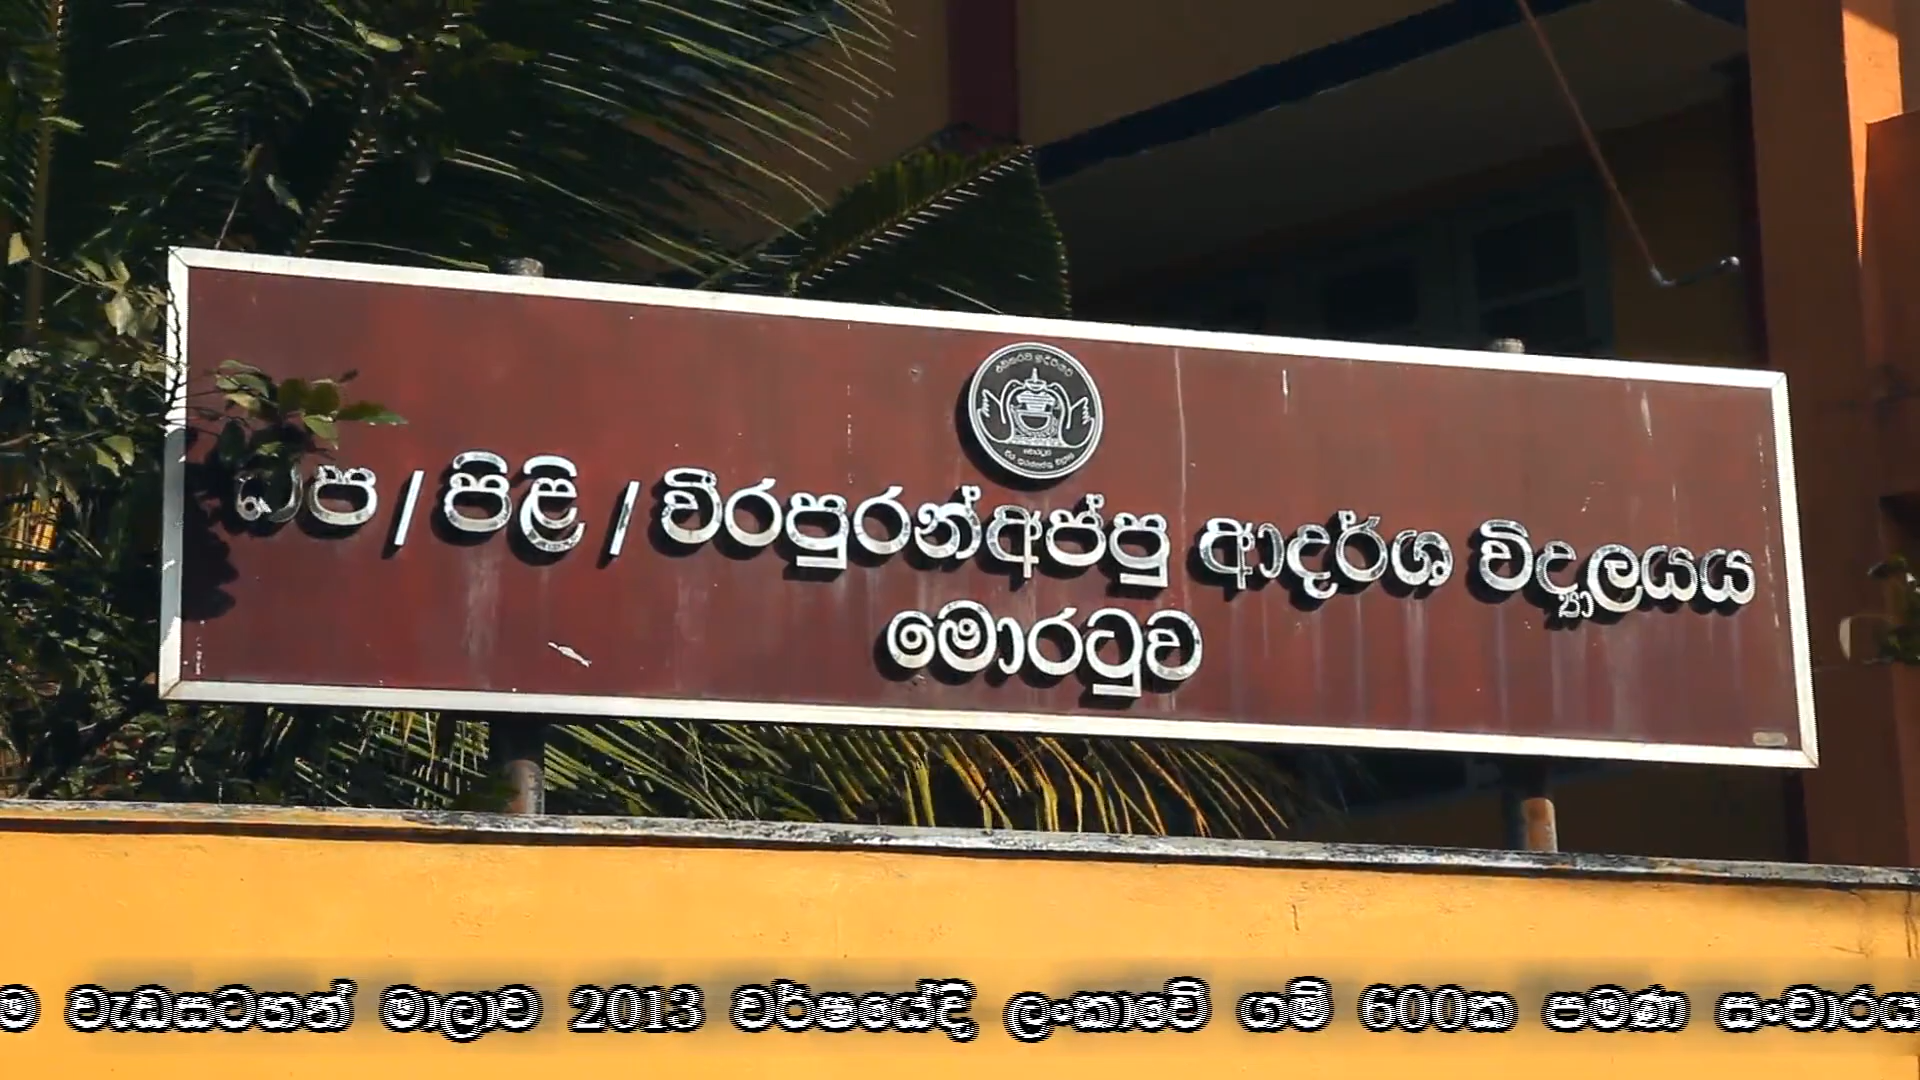 බප / පිළි / වීරපුරන්අප්පු ආදර්ශ විද්‍යාලයය
මොරටුව
ම වැඩසටහන් මාලාව 2013 වර්ෂයේදි ලංකාවේ ගම් 600ක පමණ සංචාරය